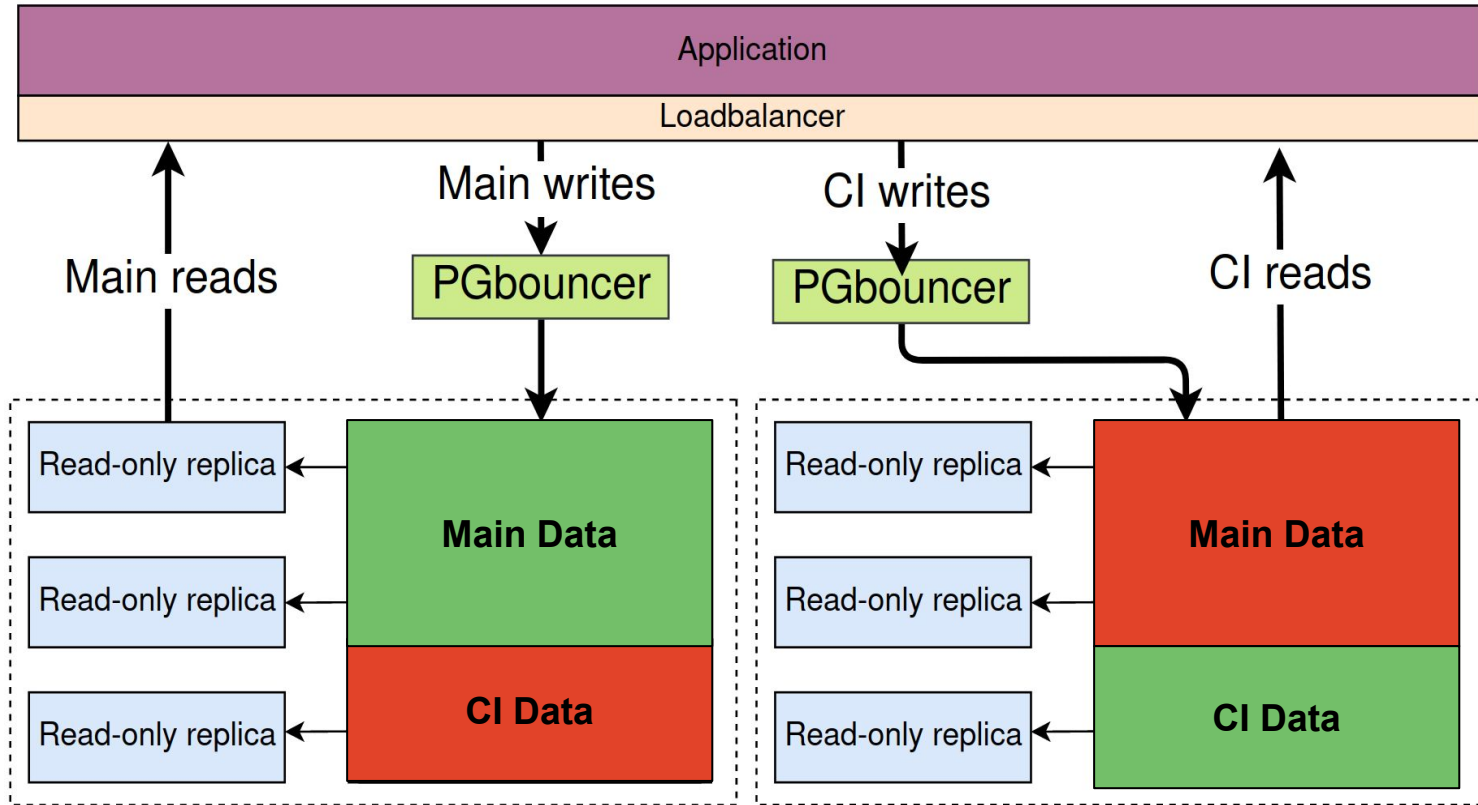 Application
Loadbalancer
Main writes
CI writes
Main reads
PGbouncer
PGbouncer
CI reads
Read-only replica
Read-only replica
Read-only replica
Main Data
CI Data
Read-only replica
Read-only replica
Read-only replica
Main Data
CI Data